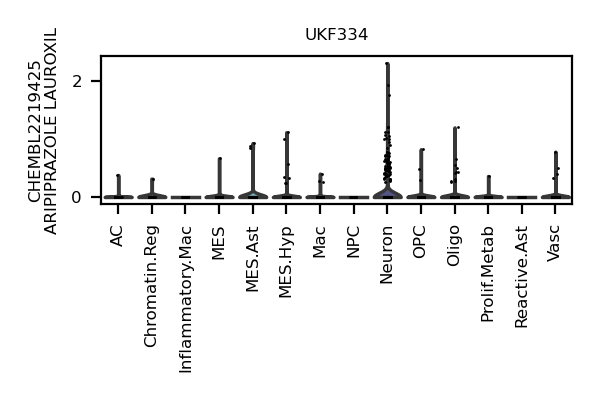 UKF334
CHEMBL2219425
ARIPIPRAZOLE LAUROXIL
2
0
AC
Chromatin.Reg
Inflammatory.Mac
MES
MES.Ast
MES.Hyp
Mac
NPC
Neuron
OPC
Oligo
Prolif.Metab
Reactive.Ast
Vasc